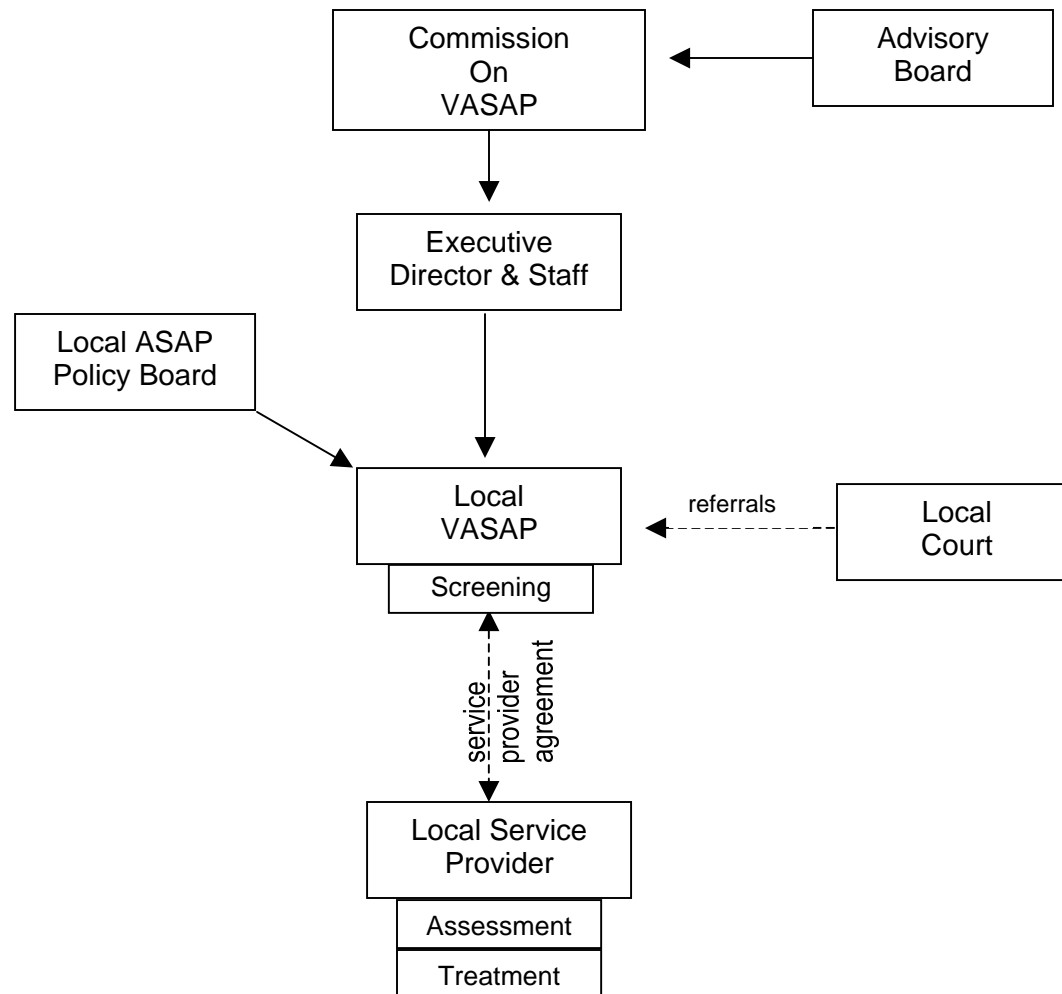 Commission
On
VASAP
Advisory
Board
Executive
Director & Staff
Local ASAP
Policy Board
Local
VASAP
referrals
Local
Court
Screening
service
provider
agreement
Local Service
Provider
Assessment
Treatment